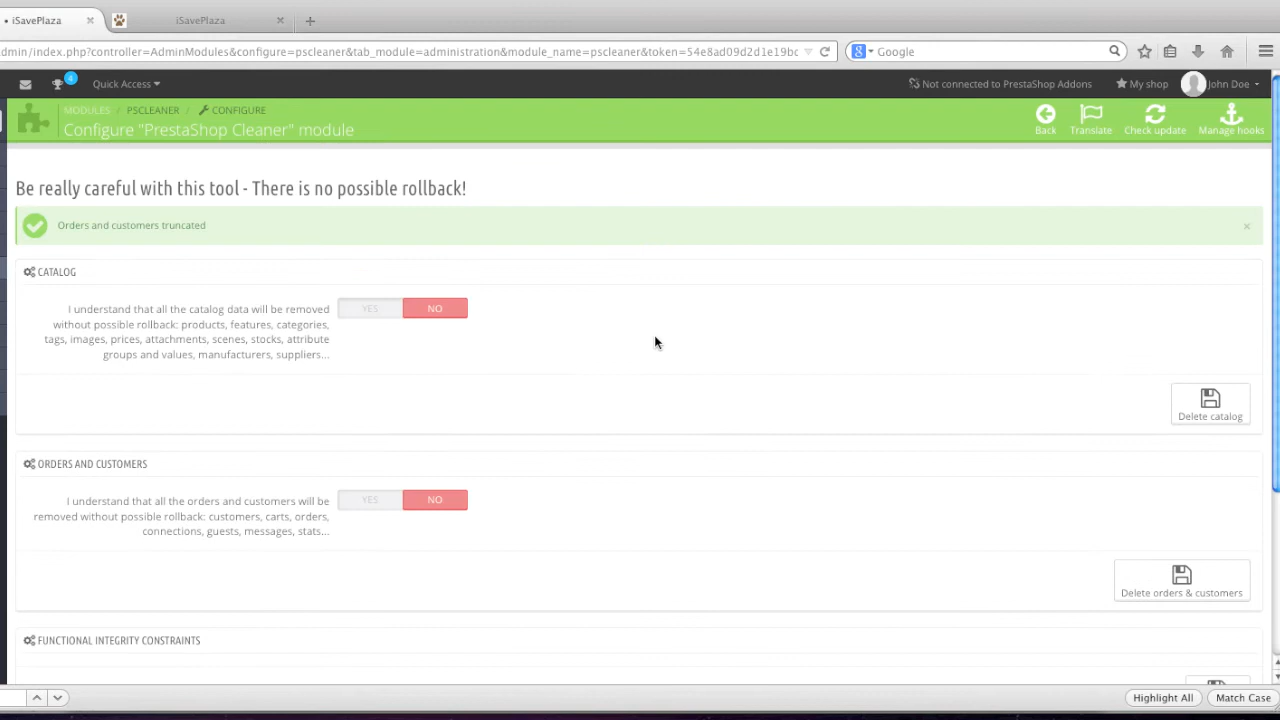 iSavePlaza
iSavePlaza
dmin/index.php?controller=AdminModules&configure=pscleaner&tab_module=administration&module_name=pscleaner&token=54e8ad09d2d1e19bc
Google
4
Quick Access
Not connected to PrestaShop Addons
My shop
John Doe
MODULES / PSCLEANER / CONFIGURE
Configure "PrestaShop Cleaner" module
Back
Translate
Check update
Manage hooks
Be really careful with this tool - There is no possible rollback!
Orders and customers truncated
CATALOG
I understand that all the catalog data will be removed
without possible rollback: products, features, categories,
tags, images, prices, attachments, scenes, stocks, attribute
groups and values, manufacturers, suppliers...
YES
NO
Delete catalog
ORDERS AND CUSTOMERS
I understand that all the orders and customers will be
removed without possible rollback: customers, carts, orders,
connections, guests, messages, stats...
YES
NO
Delete orders & customers
FUNCTIONAL INTEGRITY CONSTRAINTS
Highlight All
Match Case